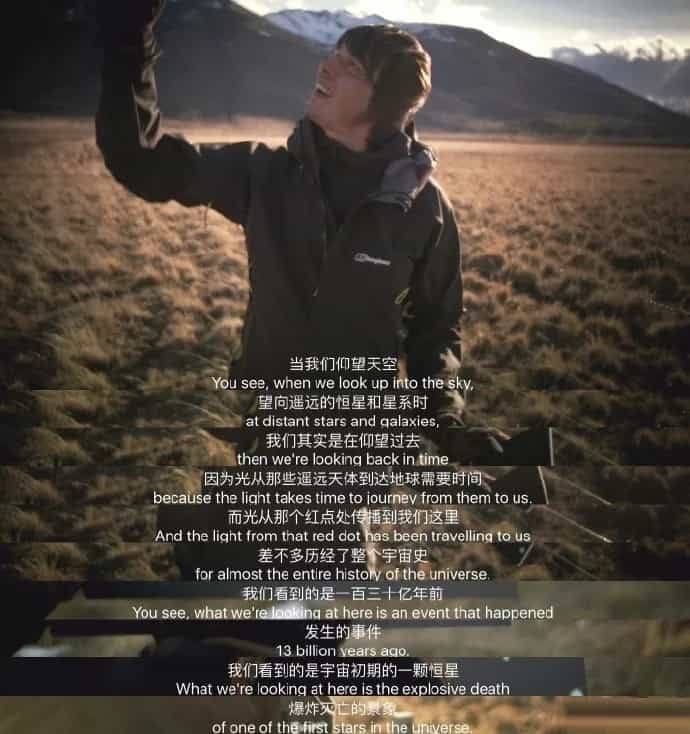 berghaus
当我们仰望天空
You see, when we look up into the sky,
望向遥远的恒星和星系时
at distant stars and galaxies,
我们其实是在仰望过去
then we're looking back in time
因为光从那些遥远天体到达地球需要时间
because the light takes time to journey from them to us.
而光从那个红点处传播到我们这里
And the light from that red dot has been travelling to us
差不多历经了整个宇宙史
for almost the entire history of the universe.
我们看到的是一百三十亿年前
You see, what we're looking at here is an event that happened
发生的事件
13 billion years ago.
我们看到的是宇宙初期的一颗恒星
What we're looking at here is the explosive death
爆炸灭亡的景象
of one of the first stars in the universe.